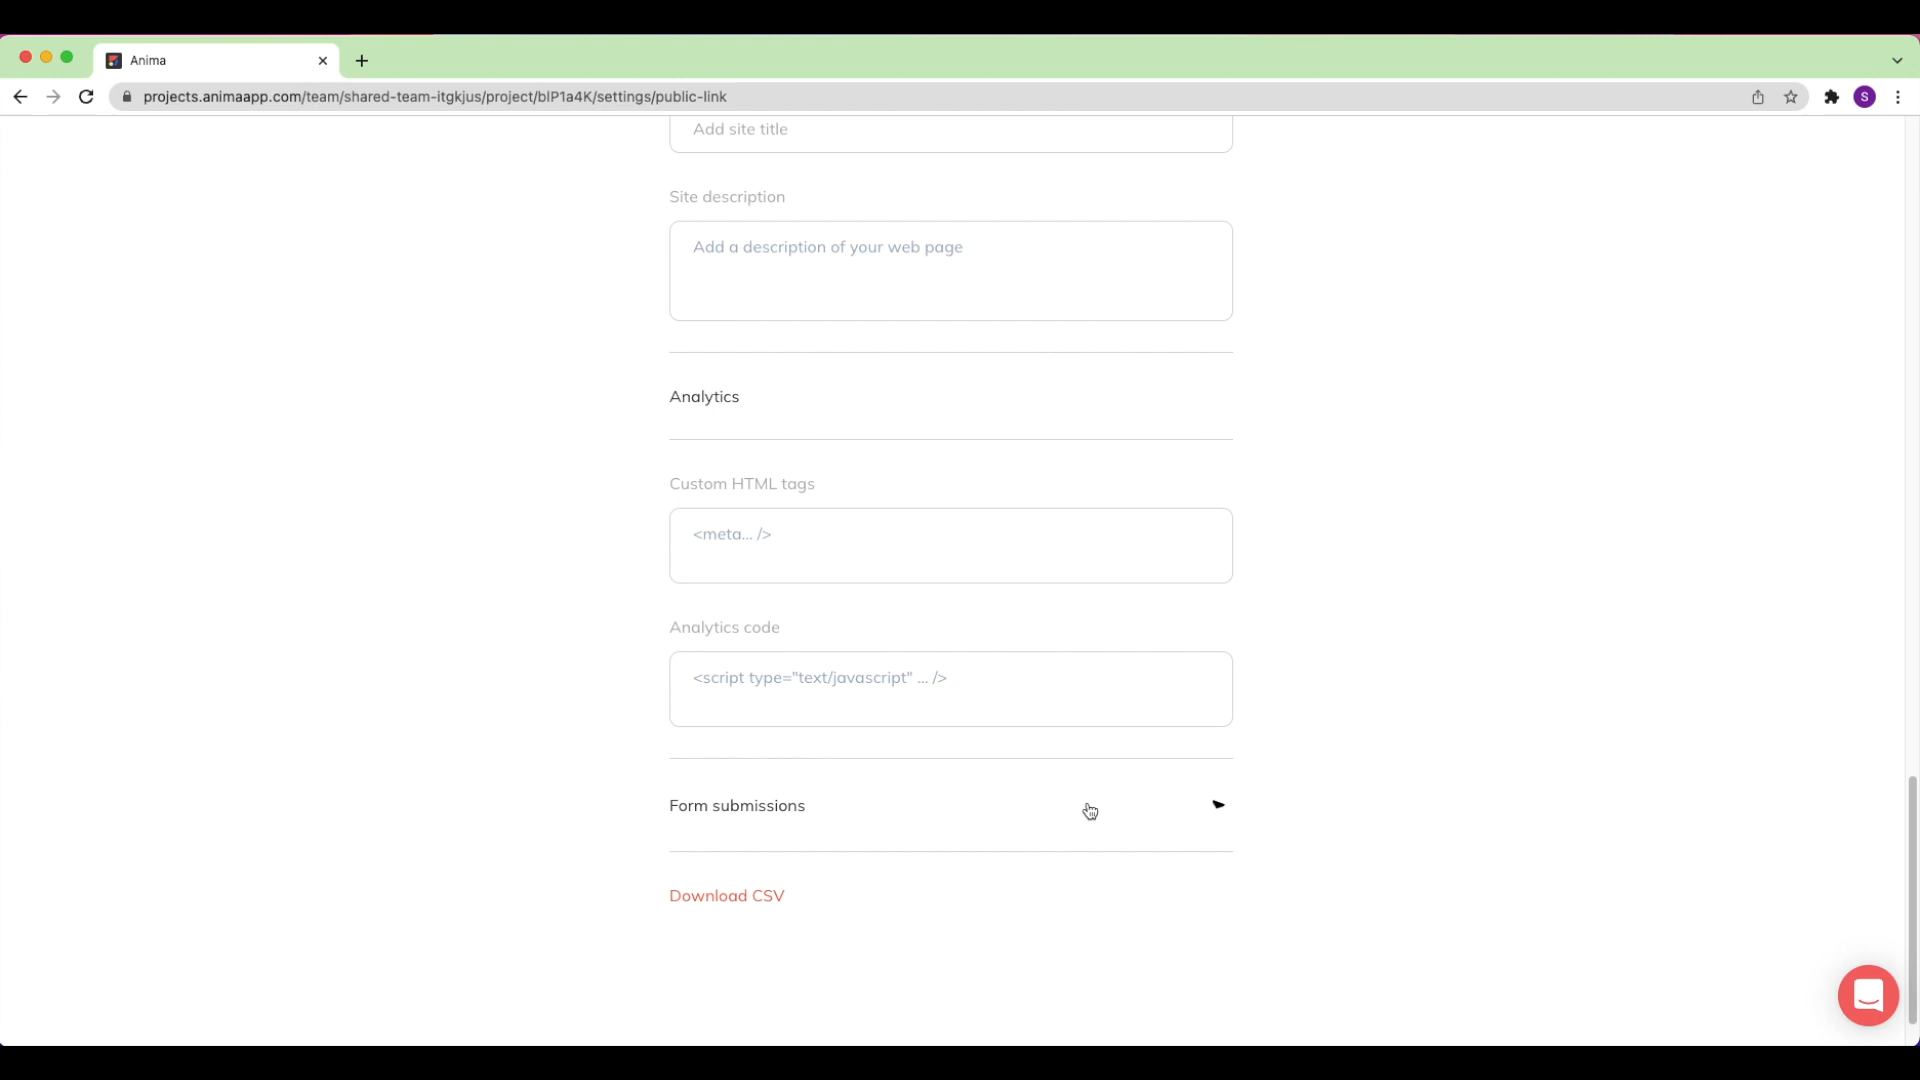 Anima
projects.animaapp.com/team/shared-team-itgkjus/project/blP1a4K/settings/public-link
S
Add site title
Site description
Add a description of your web page
Analytics
Custom HTML tags
<meta... />
Analytics code
<script type="text/javascript" ... />
Form submissions
Download CSV